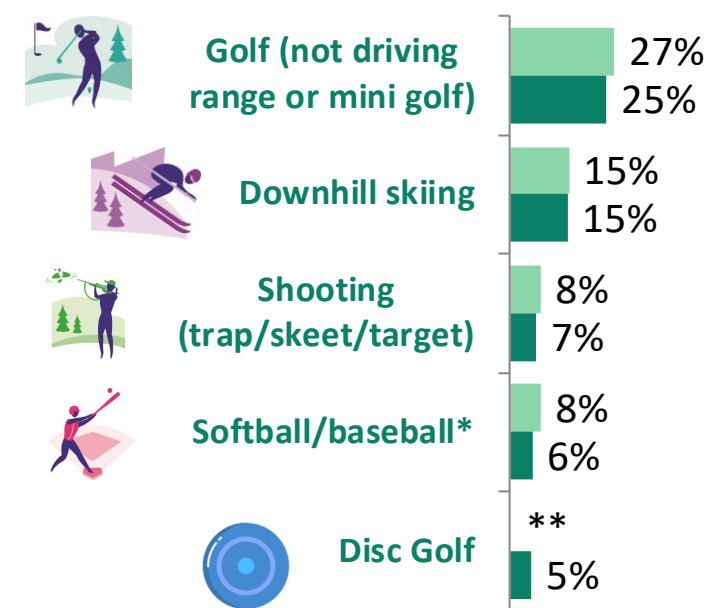 Golf (not driving
range or mini golf)
27%
25%
Downhill skiing
15%
15%
Shooting
(trap/skeet/target)
8%
7%
Softball/baseball*
8%
6%
Disc Golf
**
5%